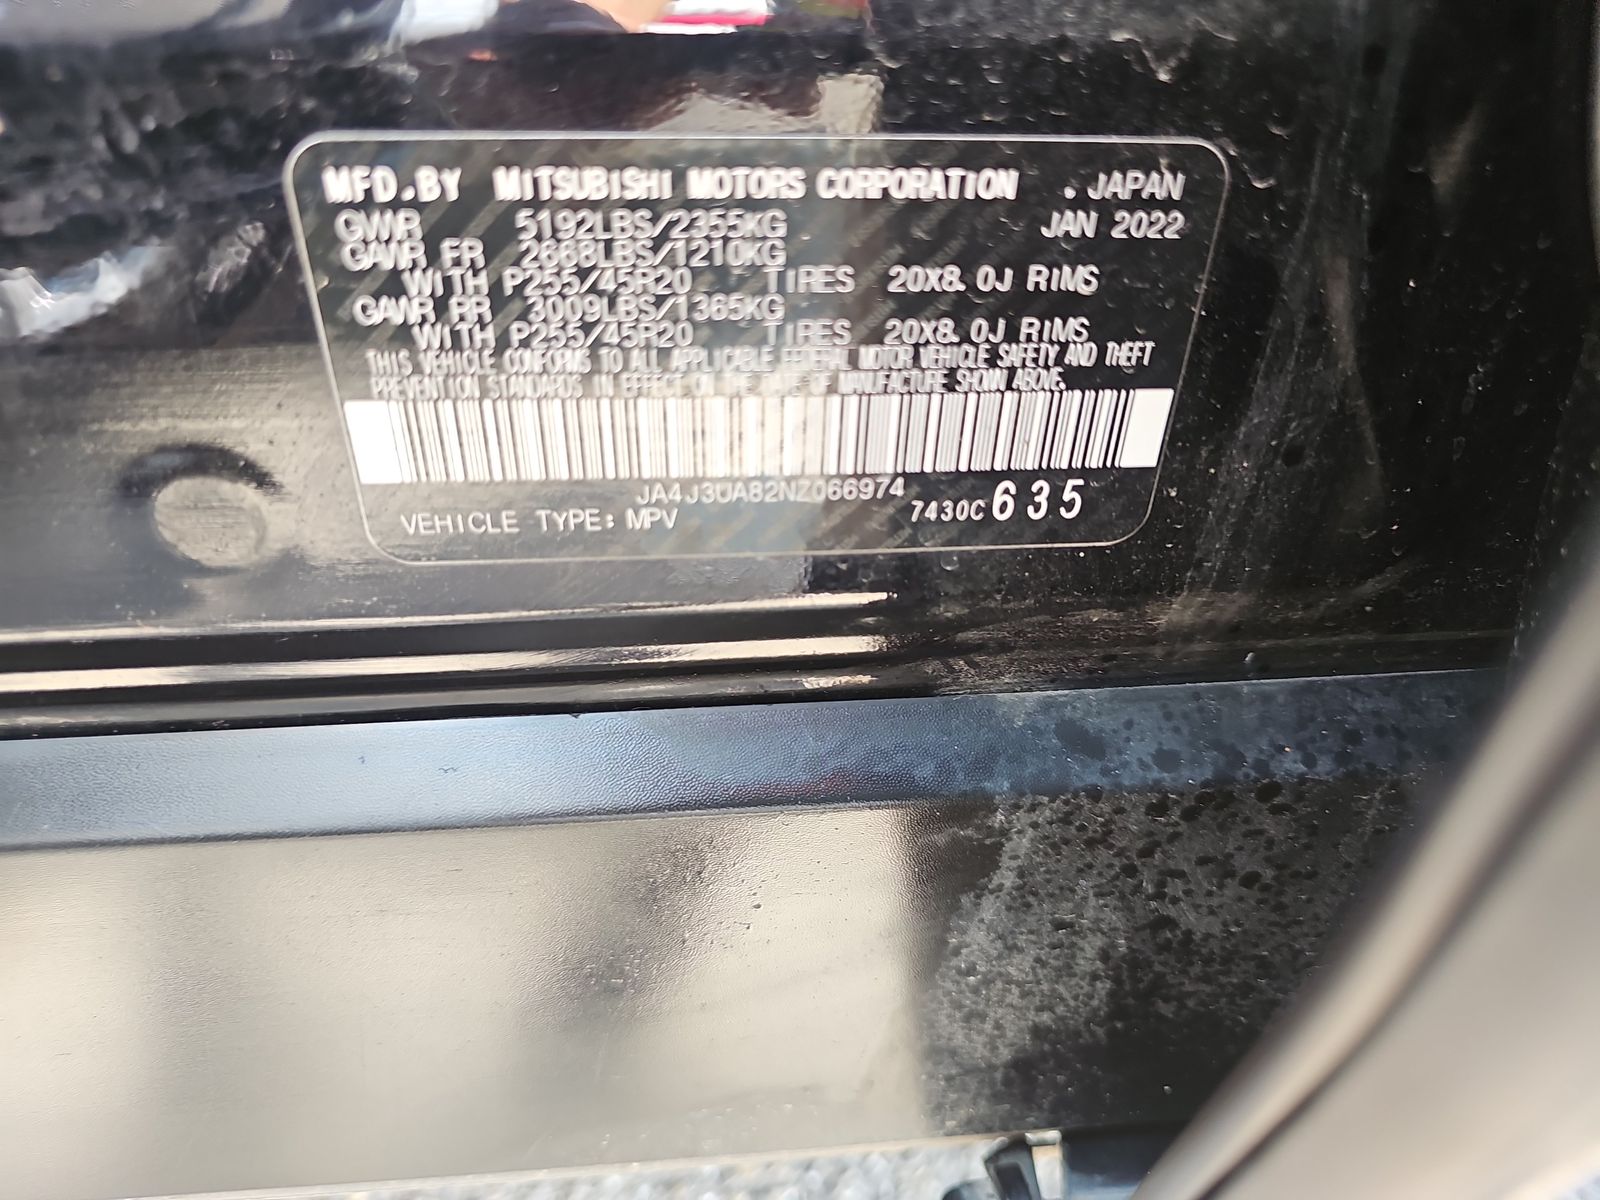 MFD.BY MITSUBISHI MOTORS CORPORATION . JAPAN
GVWR 5192LBS/2355KG JAN 2022
GAWR FR 2668LBS/1210KG
WITH P255/45R20 TIRES 20X8.0J RIMS
GAWR RR 3009LBS/1365KG
WITH P255/45R20 TIRES 20X8.0J RIMS
THIS VEHICLE CONFORMS TO ALL APPLICABLE FEDERAL MOTOR VEHICLE SAFETY AND THEFT
PREVENTION STANDARDS IN EFFECT ON THE DATE OF MANUFACTURE SHOWN ABOVE.
JA4J3UA82NZ066974
VEHICLE TYPE: MPV 7430C 635